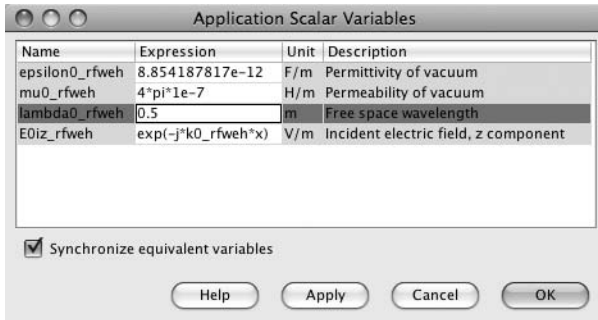 Application Scalar Variables
Name Expression Unit Description
epsilon0_rfweh 8.854187817e-12 F/m Permittivity of vacuum
mu0_rfweh 4*pi*1e-7 H/m Permeability of vacuum
lambda0_rfweh 0.5 m Free space wavelength
E0iz_rfweh exp(-j*k0_rfweh*x) V/m Incident electric field, z component
Synchronize equivalent variables
Help Apply Cancel OK